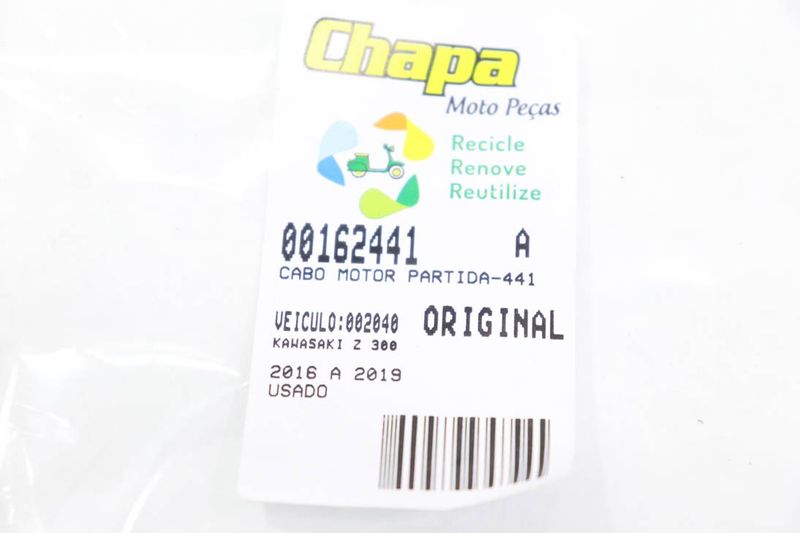 Chapa
Moto Peças
Recicle
Renove
Reutilize
00162441 A
CABO MOTOR PARTIDA-441
VEICULO:002040 ORIGINAL
KAWASAKI Z 300
2016 A 2019
USADO